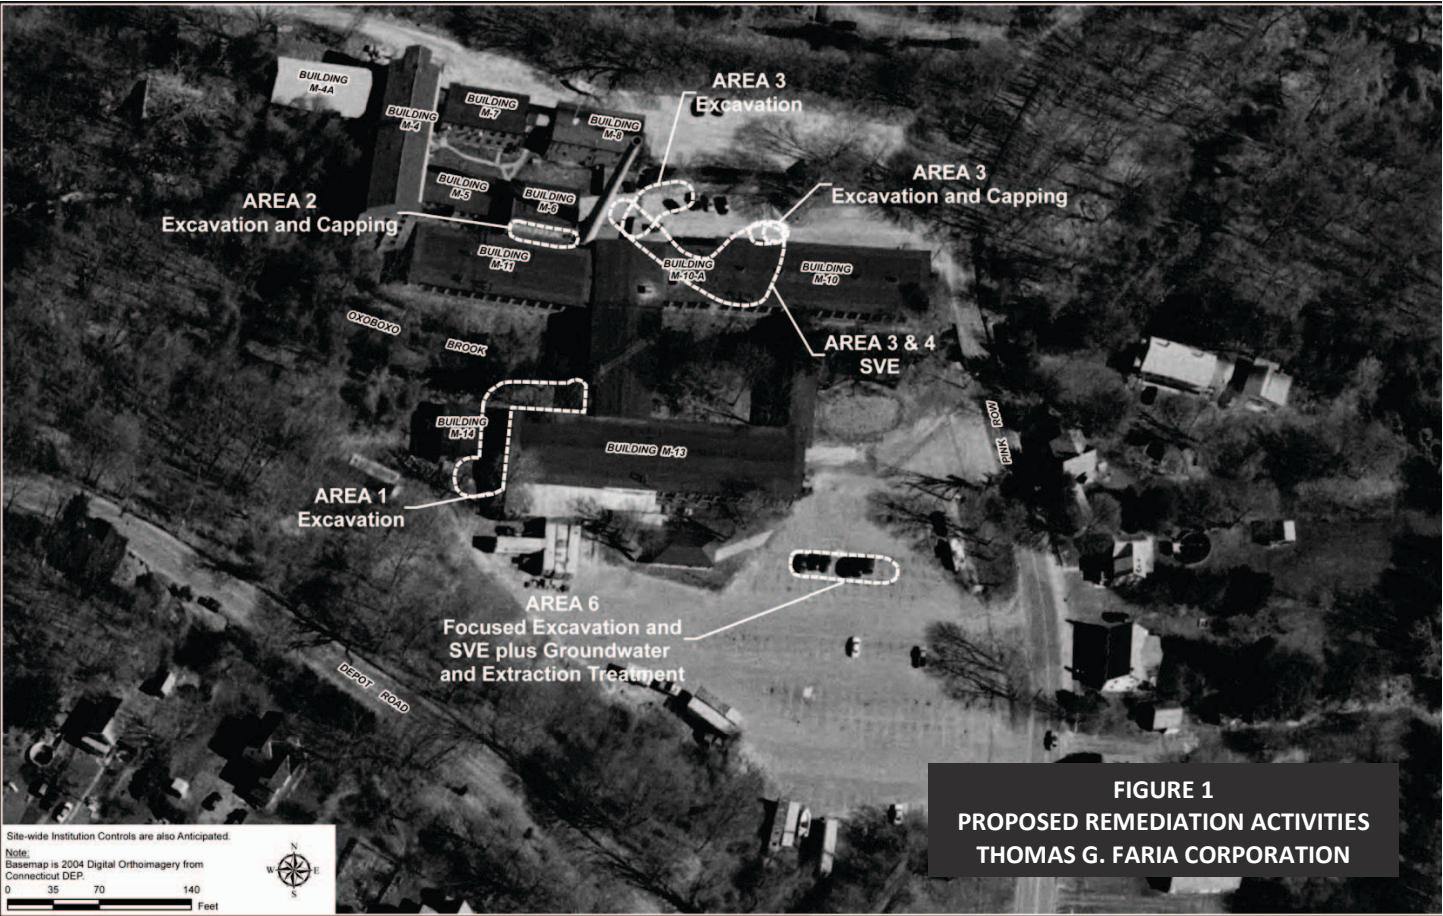 BUILDING
M-4A
BUILDING
M-4
BUILDING
M-7
BUILDING
M-8
AREA 3
Excavation
BUILDING
M-5
BUILDING
M-6
AREA 2
Excavation and Capping
AREA 3
Excavation and Capping
BUILDING
M-11
BUILDING
M-10-A
BUILDING
M-10
OXOBOXO
BROOK
AREA 3 & 4
SVE
PINK ROW
BUILDING
M-14
BUILDING M-13
AREA 1
Excavation
AREA 6
Focused Excavation and
SVE plus Groundwater
and Extraction Treatment
DEPOT ROAD
FIGURE 1
PROPOSED REMEDIATION ACTIVITIES
THOMAS G. FARIA CORPORATION
Site-wide Institution Controls are also Anticipated.
Note:
Basemap is 2004 Digital Orthoimagery from
Connecticut DEP.
0 35 70 140
Feet
N
W E
S